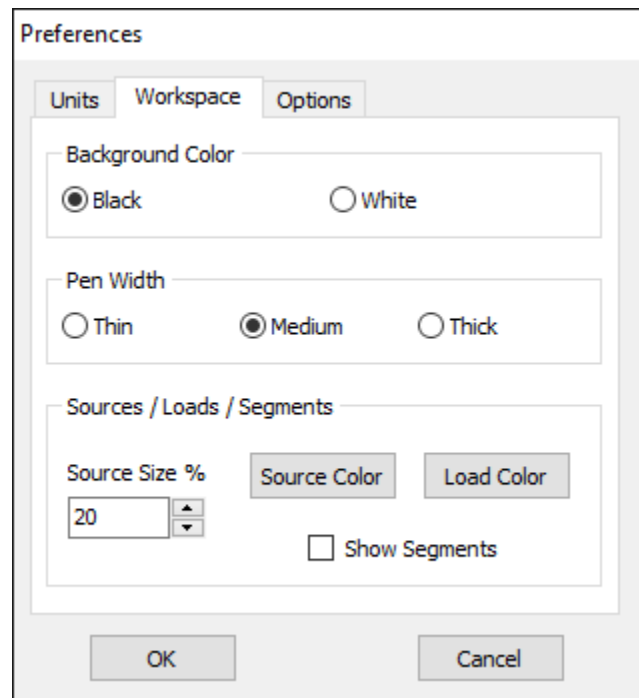 Preferences
Units Workspace Options
Background Color
Black White
Pen Width
Thin Medium Thick
Sources / Loads / Segments
Source Size % Source Color Load Color
20
Show Segments
OK Cancel